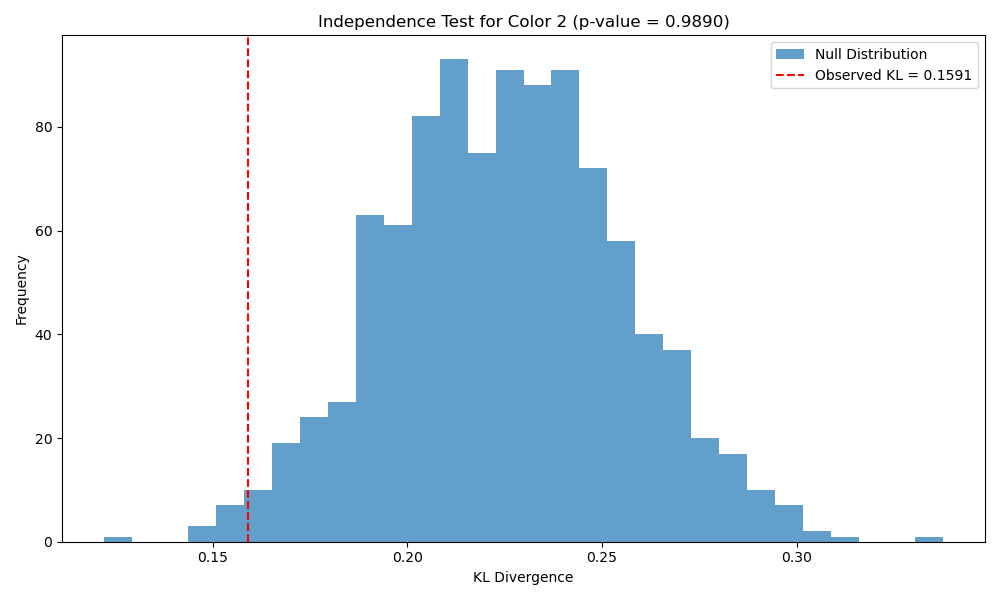 Independence Test for Color 2 (p-value = 0.9890)
Null Distribution
Observed KL = 0.1591
Frequency
80
60
40
20
0
0.15 0.20 0.25 0.30
KL Divergence